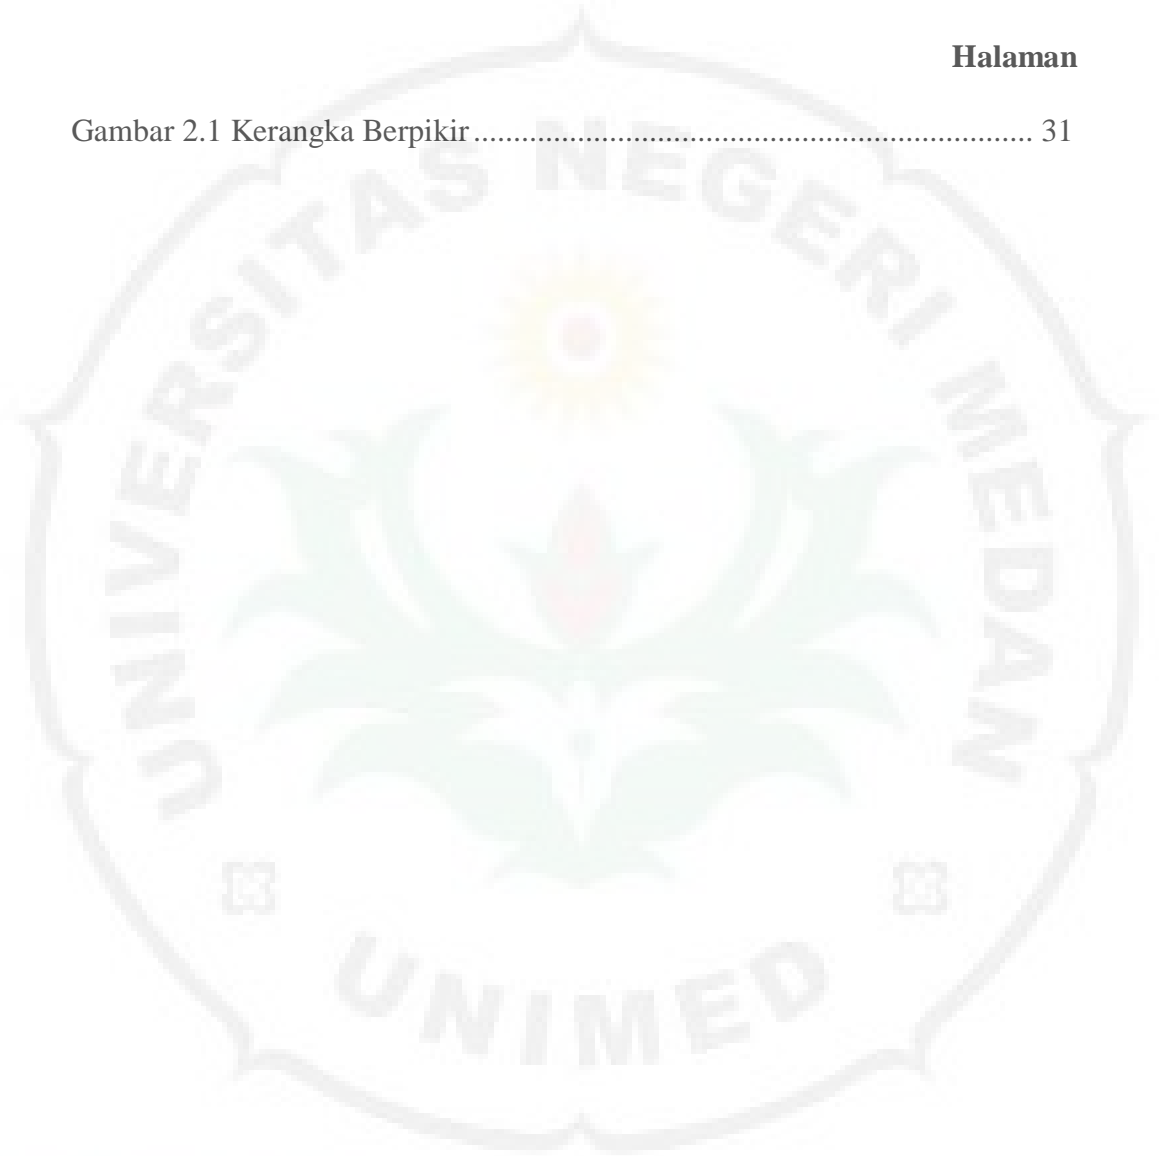 Halaman
Gambar 2.1 Kerangka Berpikir........................................................................ 31
UNIVERSITAS NEGERI MEDAN
UNIMED